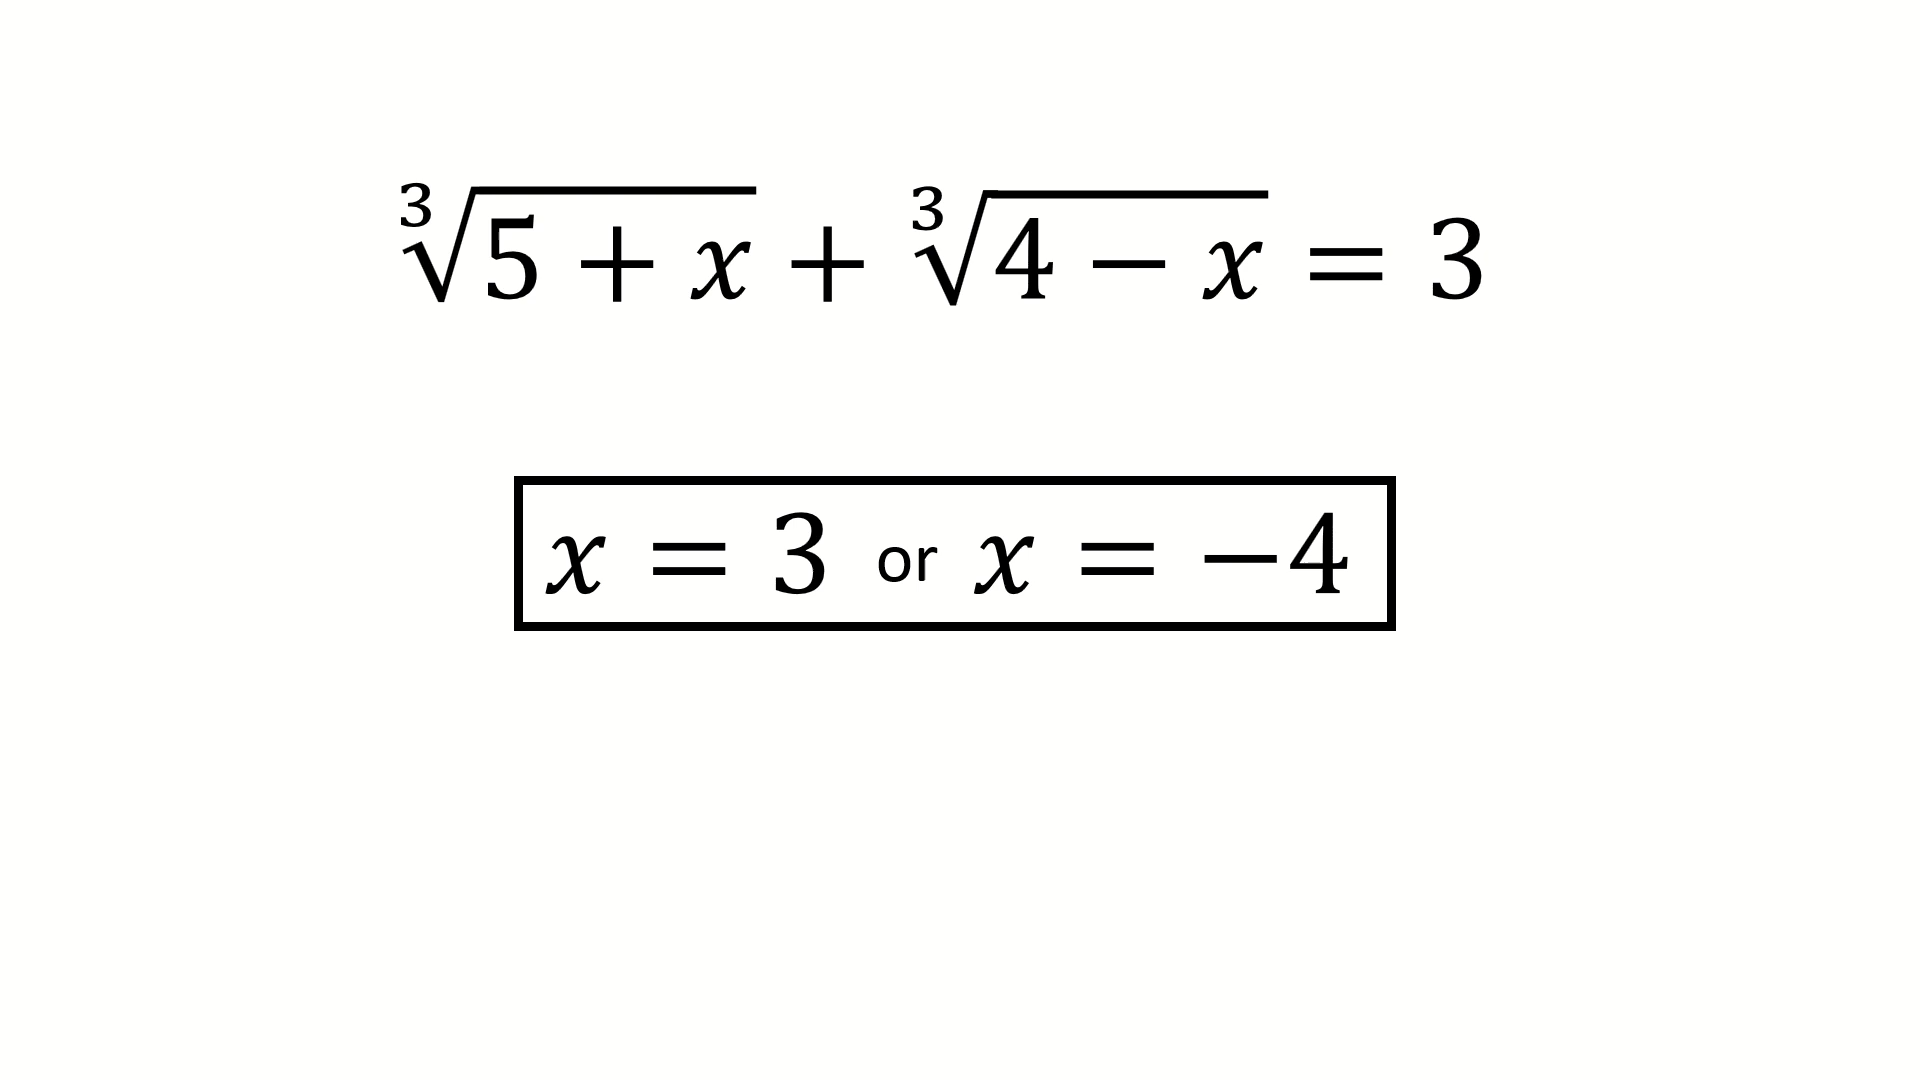 ∛5 + x + ∛4 − x = 3
x = 3 or x = −4